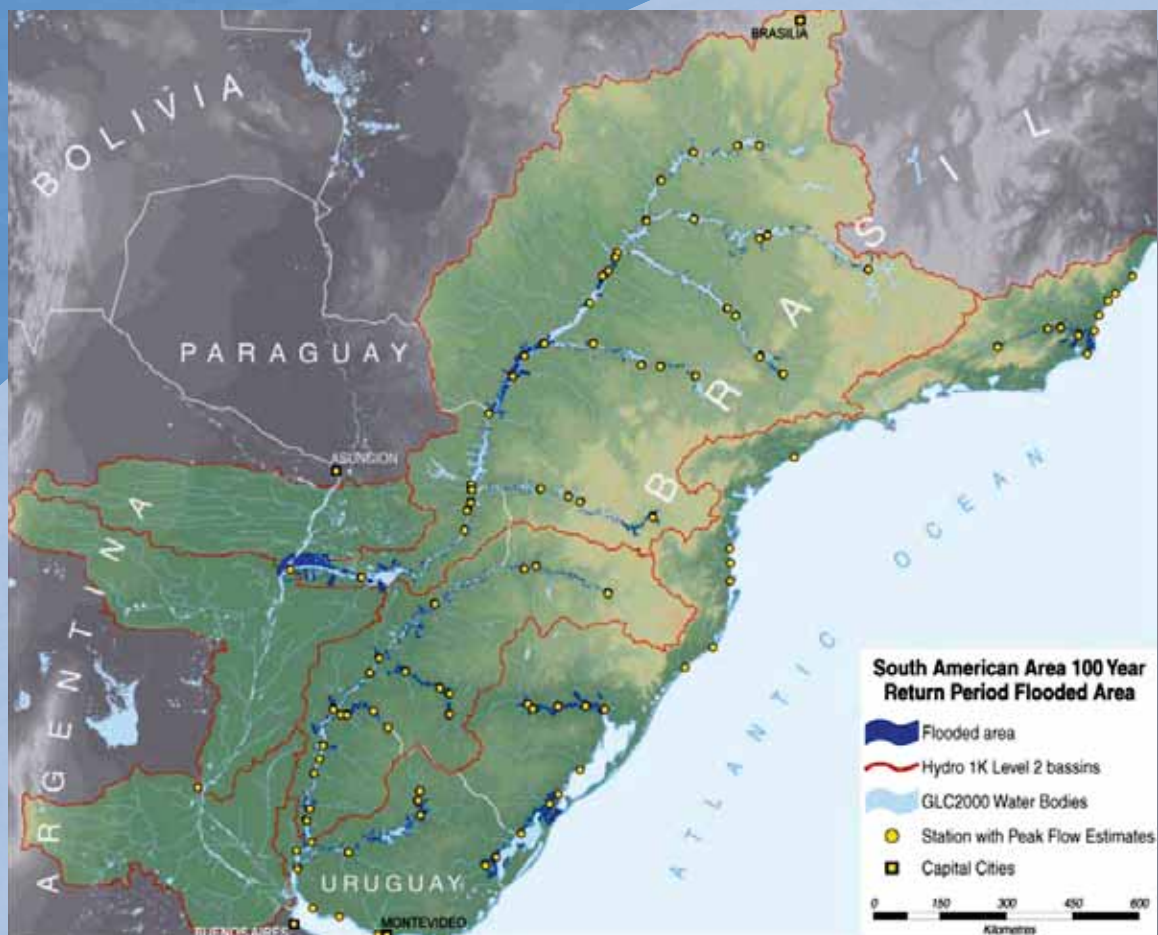 BRASILIA
BOLIVIA
BRASIL
PARAGUAY
ASUNCION
ARGENTINA
ATLANTIC OCEAN
URUGUAY
MONTEVIDEO
BUENOS AIRES
South American Area 100 Year
Return Period Flooded Area
Flooded area
Hydro 1K Level 2 bassins
GLC2000 Water Bodies
Station with Peak Flow Estimates
Capital Cities
0 150 300 450 600
Kilometres